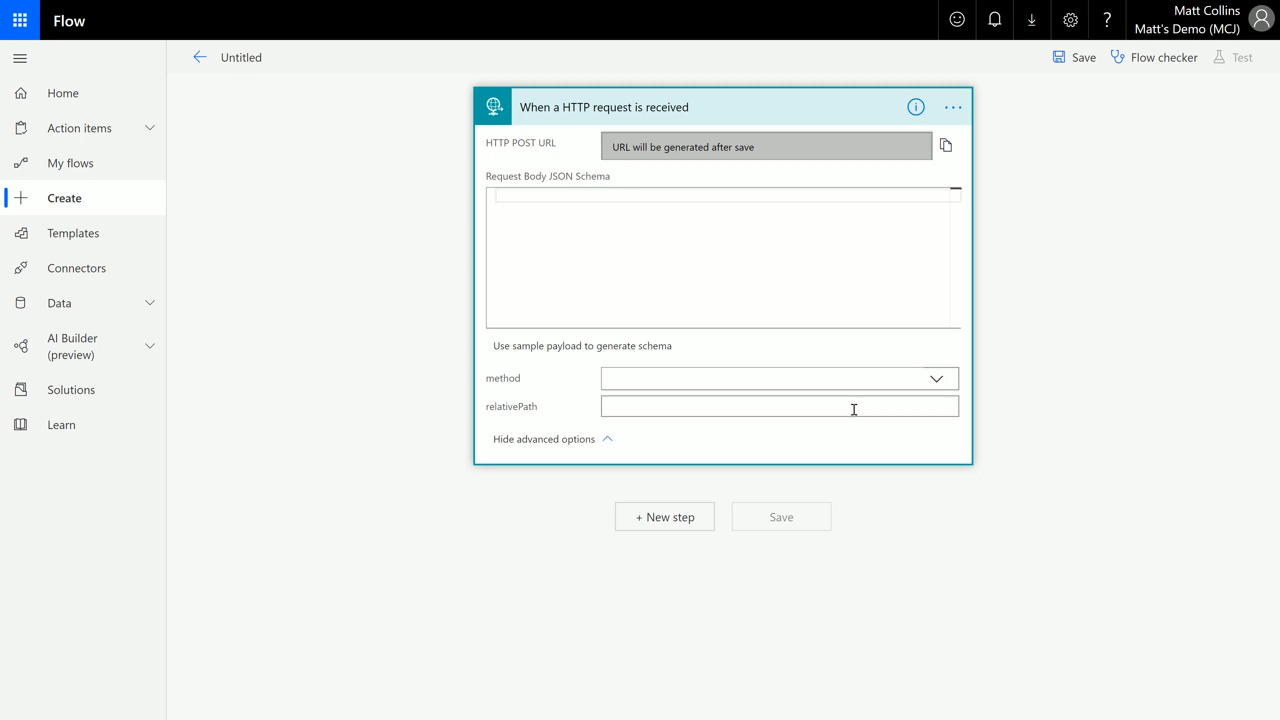 Flow
?
Matt Collins
Matt's Demo (MCJ)
Untitled
Save
Flow checker
Test
Home
Action items
My flows
Create
Templates
Connectors
Data
AI Builder
(preview)
Solutions
Learn
When a HTTP request is received
HTTP POST URL
URL will be generated after save
Request Body JSON Schema
Use sample payload to generate schema
method
relativePath
Hide advanced options
+ New step
Save